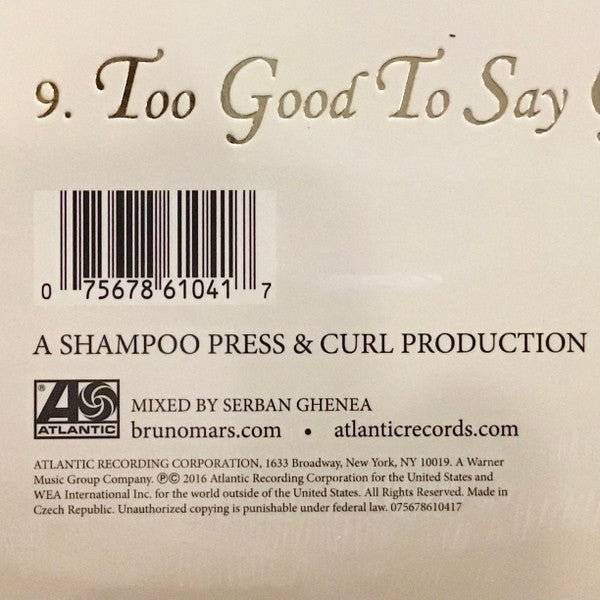 9. Too Good To Say
0 75678 61041 7
A SHAMPOO PRESS & CURL PRODUCTION
®
ATLANTIC
MIXED BY SERBAN GHENEA
brunomars.com • atlanticrecords.com
ATLANTIC RECORDING CORPORATION, 1633 Broadway, New York, NY 10019. A Warner
Music Group Company. ℗© 2016 Atlantic Recording Corporation for the United States and
WEA International Inc. for the world outside of the United States. All Rights Reserved. Made in
Czech Republic. Unauthorized copying is punishable under federal law. 075678610417